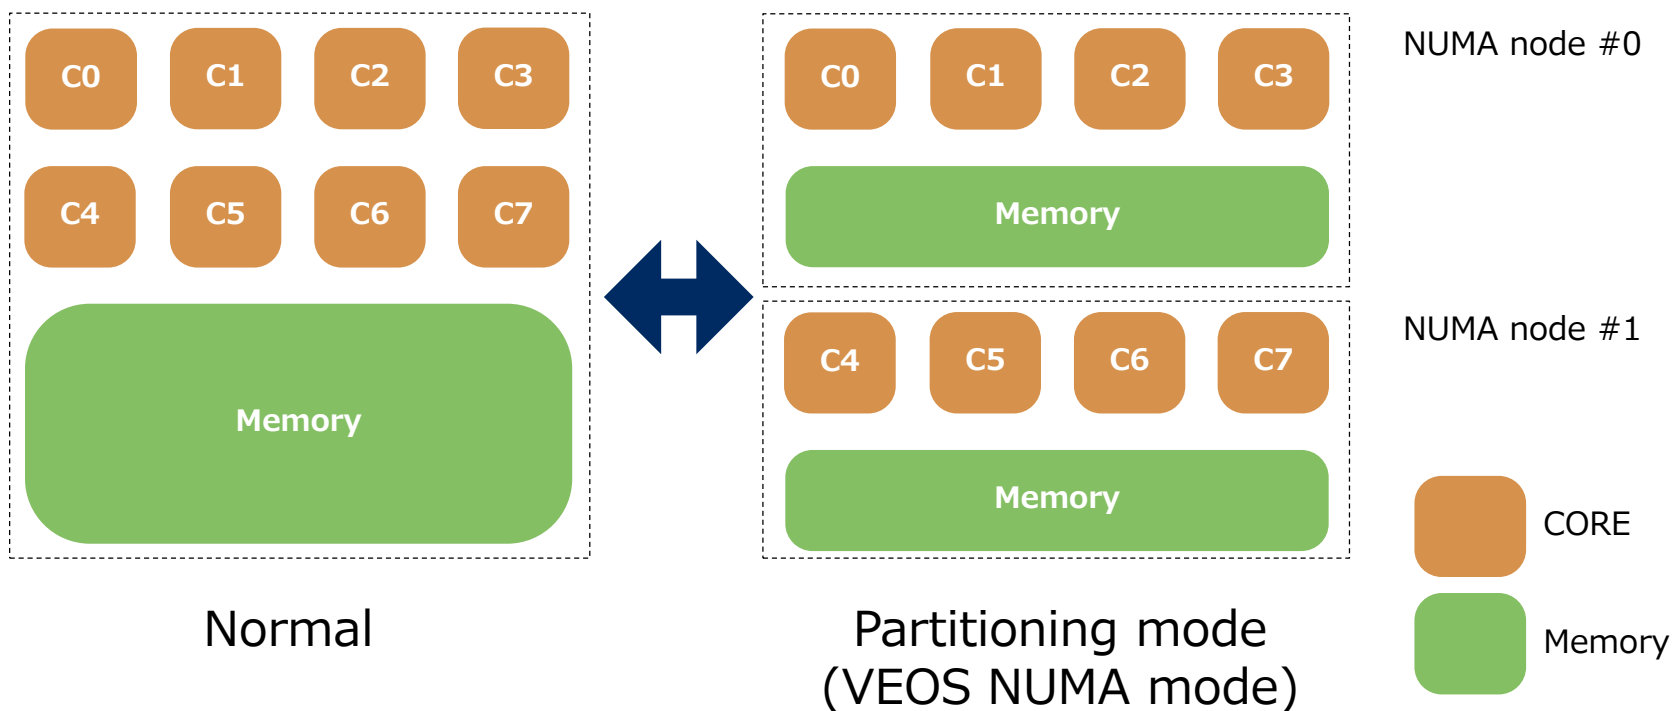 C0 C1 C2 C3
C4 C5 C6 C7
Memory
Normal
C0 C1 C2 C3
Memory
C4 C5 C6 C7
Memory
Partitioning mode
(VEOS NUMA mode)
NUMA node #0
NUMA node #1
CORE
Memory